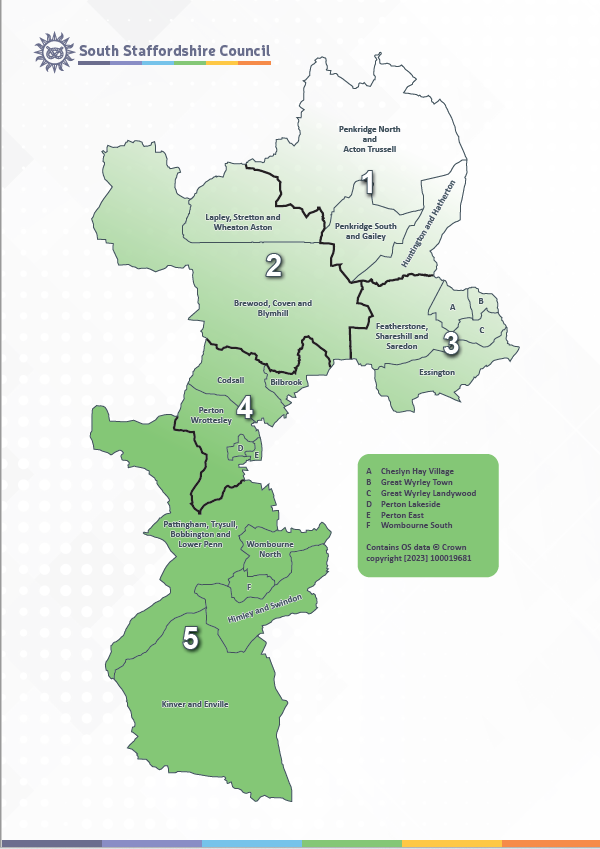 South Staffordshire Council
Penkridge North
and
Acton Trussell
1
Lapley, Stretton and
Wheaton Aston
Penkridge South
and Gailey
Huntington and Hatherton
2
Brewood, Coven and
Blymhill
A
B
C
Featherstone,
Shareshill and
Saredon
3
Essington
Codsall
Bilbrook
4
Perton
Wrottesley
D
E
A Cheslyn Hay Village
B Great Wyrley Town
C Great Wyrley Landywood
D Perton Lakeside
E Perton East
F Wombourne South
Contains OS data © Crown
copyright [2023] 100019681
Pattingham, Trysull,
Bobbington and
Lower Penn
Wombourne
North
F
Himley and Swindon
5
Kinver and Enville